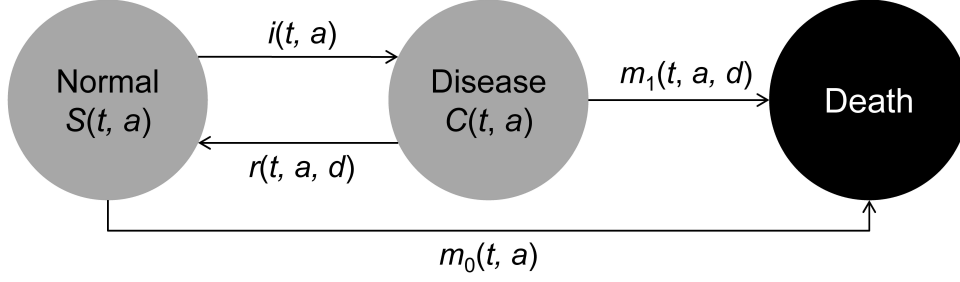 i(t, a)
Normal
S(t, a)
Disease
C(t, a)
m₁(t, a, d)
Death
r(t, a, d)
m₀(t, a)